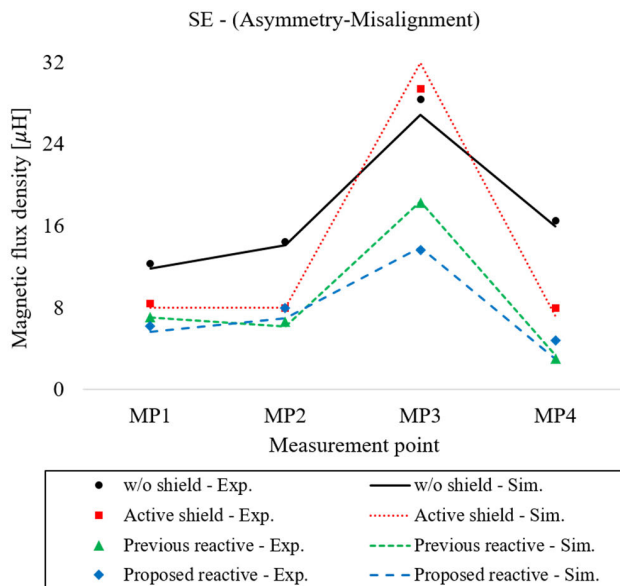 SE - (Asymmetry-Misalignment)
Magnetic flux density [μH]
32
24
16
8
0
MP1 MP2 MP3 MP4
Measurement point
w/o shield - Exp. w/o shield - Sim.
Active shield - Exp. Active shield - Sim.
Previous reactive - Exp. Previous reactive - Sim.
Proposed reactive - Exp. Proposed reactive - Sim.